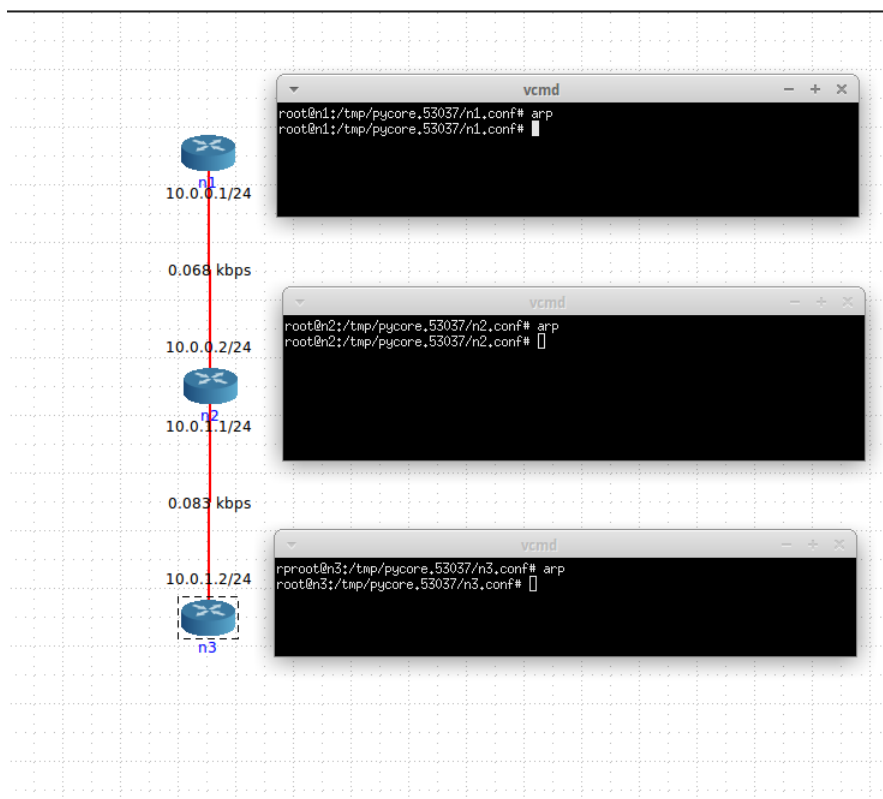 vcmd
root@n1:/tmp/pycore.53037/n1.conf# arp
root@n1:/tmp/pycore.53037/n1.conf#
n1
10.0.0.1/24
0.068 kbps
vcmd
root@n2:/tmp/pycore.53037/n2.conf# arp
root@n2:/tmp/pycore.53037/n2.conf#
10.0.0.2/24
n2
10.0.1.1/24
0.083 kbps
vcmd
rproot@n3:/tmp/pycore.53037/n3.conf# arp
root@n3:/tmp/pycore.53037/n3.conf#
10.0.1.2/24
n3